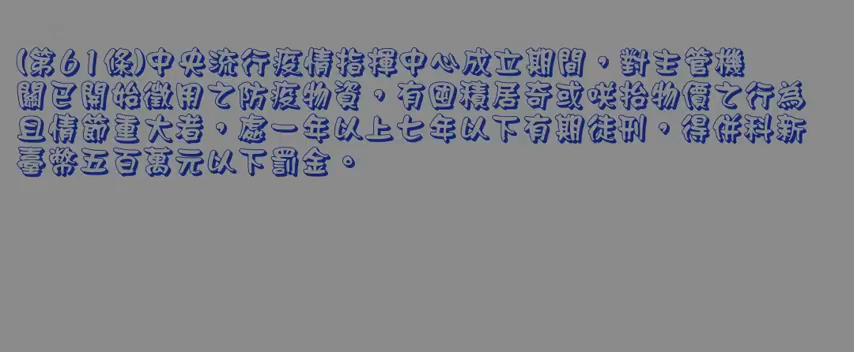 (第61條)中央流行疫情指揮中心成立期間，對主管機
關已開始徵用之防疫物資，有囤積居奇或哄抬物價之行為
且情節重大者，處一年以上七年以下有期徒刑，得併科新
臺幣五百萬元以下罰金。